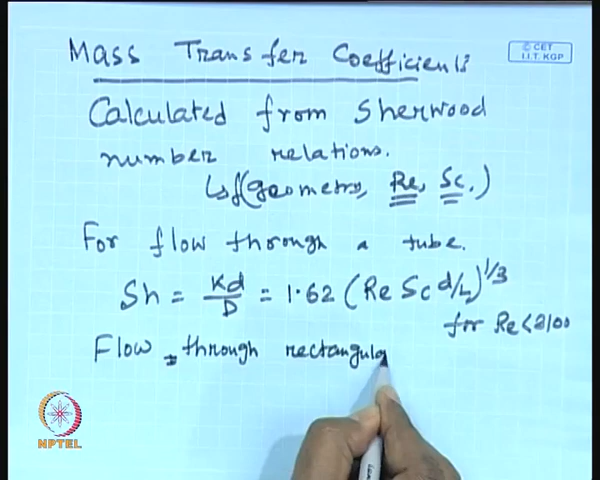 Mass Transfer Coefficients
© CET
I.I.T. KGP
Calculated from Sherwood
number relations.
↳ f(geometry, Re, Sc.)
For flow through a tube.
Sh = Kd/D = 1.62 (Re Sc d/L)^1/3
for Re<2100
Flow through rectangula
NPTEL